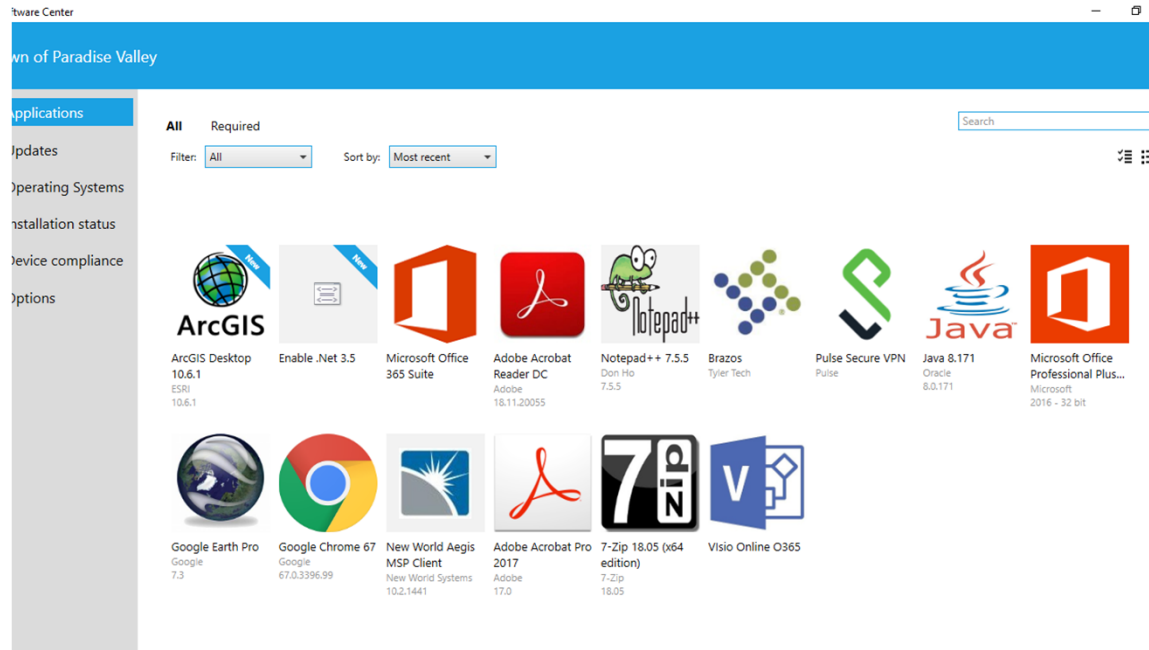 ftware Center
wn of Paradise Valley
Applications
Updates
Operating Systems
Installation status
Device compliance
Options
All Required
Search
Filter: All Sort by: Most recent
New
New
ArcGIS
Notepad++
Java
ArcGIS Desktop
10.6.1
ESRI
10.6.1
Enable .Net 3.5
Microsoft Office
365 Suite
Adobe Acrobat
Reader DC
Adobe
18.11.20055
Notepad++ 7.5.5
Don Ho
7.5.5
Brazos
Tyler Tech
Pulse Secure VPN
Pulse
Java 8.171
Oracle
8.0.171
Microsoft Office
Professional Plus...
Microsoft
2016 - 32 bit
7zip
V
Google Earth Pro
Google
7.3
Google Chrome 67
Google
67.0.3396.99
New World Aegis
MSP Client
New World Systems
10.2.1441
Adobe Acrobat Pro
2017
Adobe
17.0
7-Zip 18.05 (x64
edition)
7-Zip
18.05
VIsio Online O365